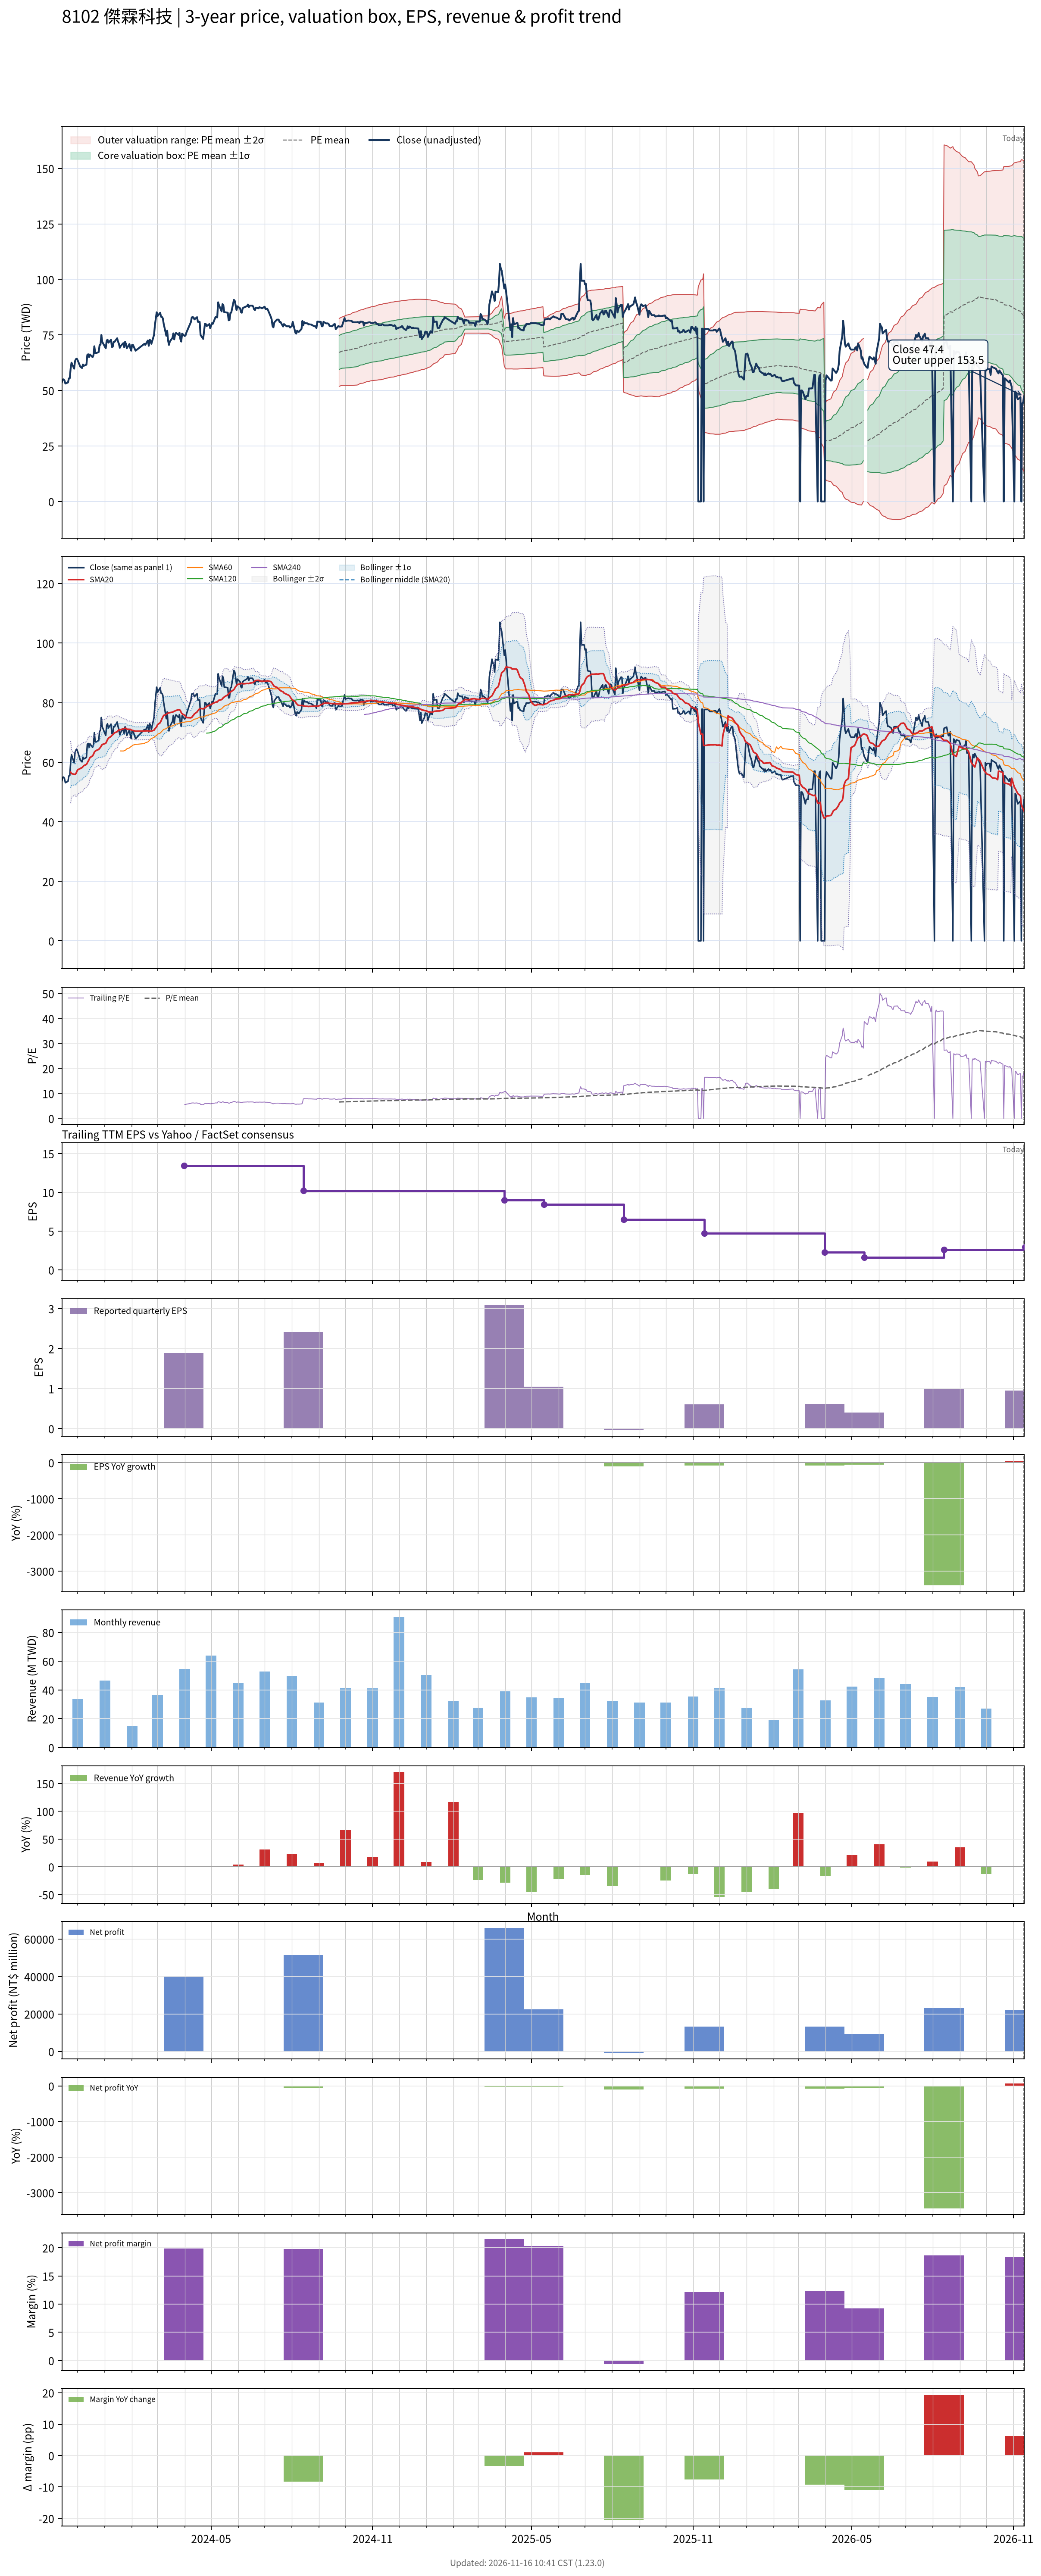 8102 傑霖科技 | 3-year price, valuation box, EPS, revenue & profit trend
Outer valuation range: PE mean ±2σ
Core valuation box: PE mean ±1σ
PE mean
Close (unadjusted)
Today
Price (TWD)
150
125
100
75
50
25
0
Close 47.4
Outer upper 153.5
Close (same as panel 1)
SMA20
SMA60
SMA120
SMA240
Bollinger ±2σ
Bollinger ±1σ
Bollinger middle (SMA20)
Price
120
100
80
60
40
20
0
Trailing P/E
P/E mean
P/E
50
40
30
20
10
0
Trailing TTM EPS vs Yahoo / FactSet consensus
Today
EPS
15
10
5
0
Reported quarterly EPS
EPS
3
2
1
0
EPS YoY growth
YoY (%)
0
-1000
-2000
-3000
Monthly revenue
Revenue (M TWD)
80
60
40
20
0
Revenue YoY growth
YoY (%)
150
100
50
0
-50
Month
Net profit
Net profit (NT$ million)
60000
40000
20000
0
Net profit YoY
YoY (%)
0
-1000
-2000
-3000
Net profit margin
Margin (%)
20
15
10
5
0
Margin YoY change
Δ margin (pp)
20
10
0
-10
-20
2024-05
2024-11
2025-05
2025-11
2026-05
2026-11
Updated: 2026-11-16 10:41 CST (1.23.0)